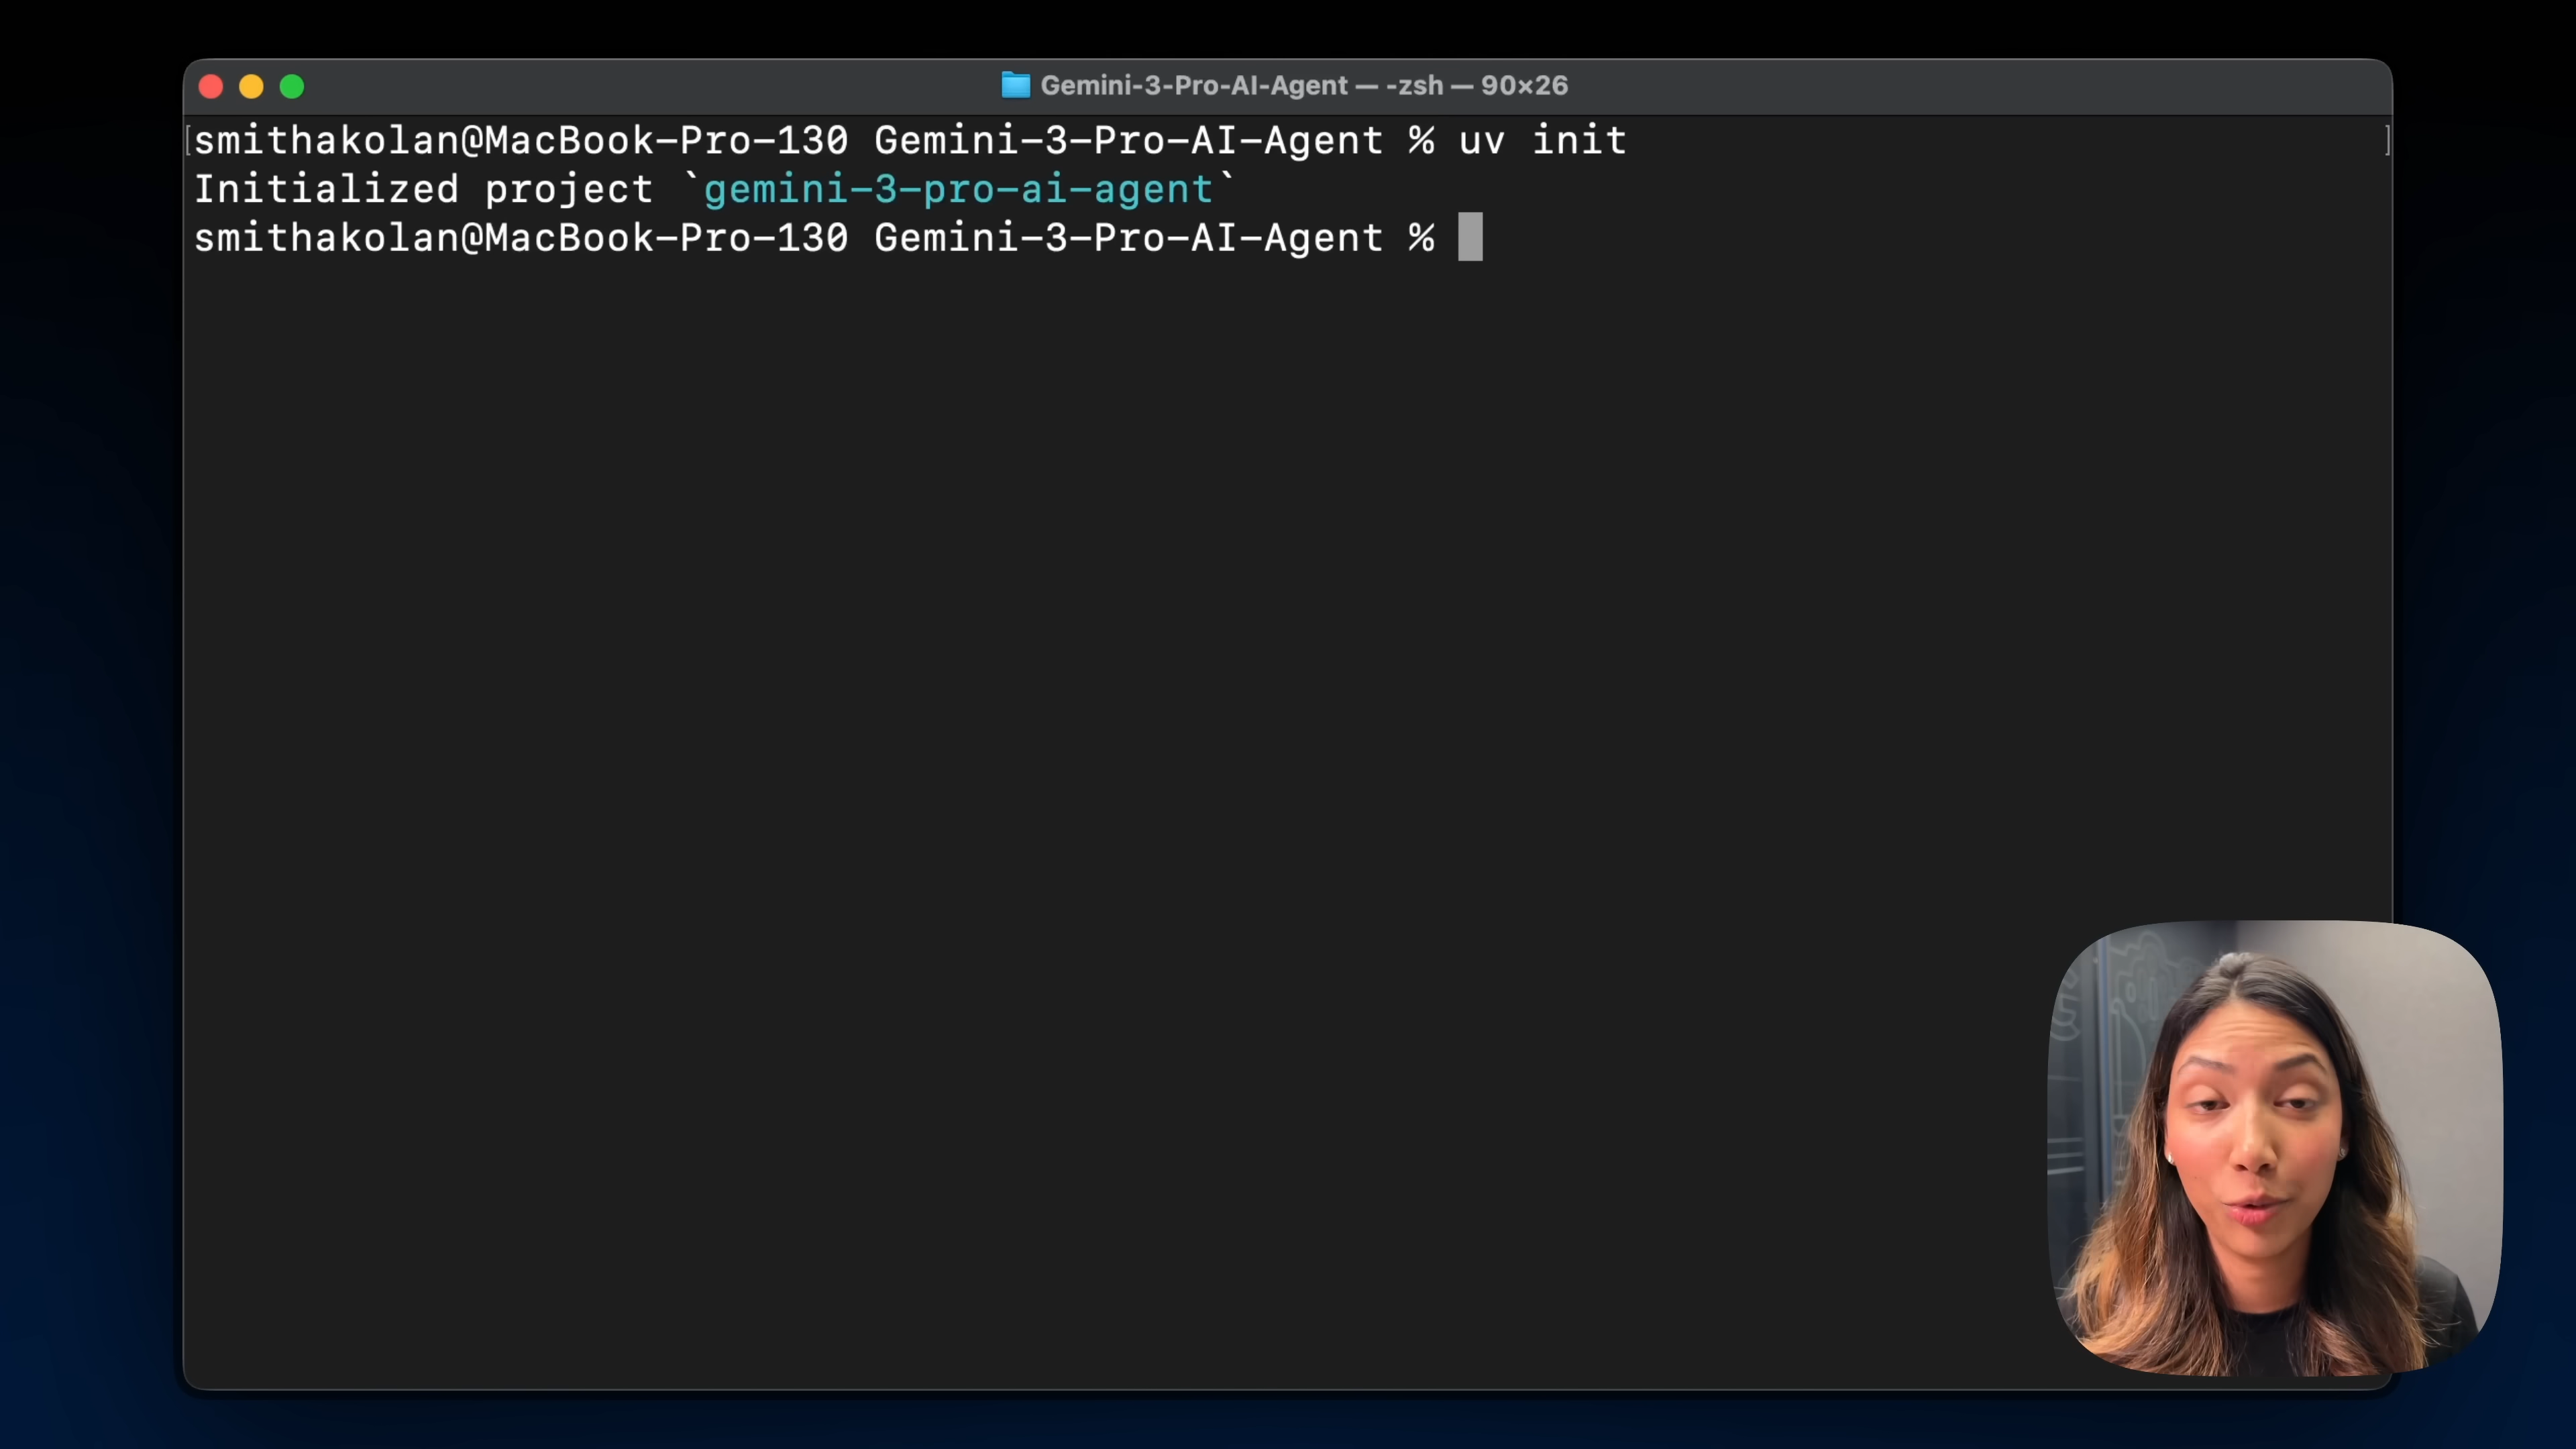 Gemini-3-Pro-AI-Agent — -zsh — 90×26
[smithakolan@MacBook-Pro-130 Gemini-3-Pro-AI-Agent % uv init ]
Initialized project `gemini-3-pro-ai-agent`
smithakolan@MacBook-Pro-130 Gemini-3-Pro-AI-Agent %